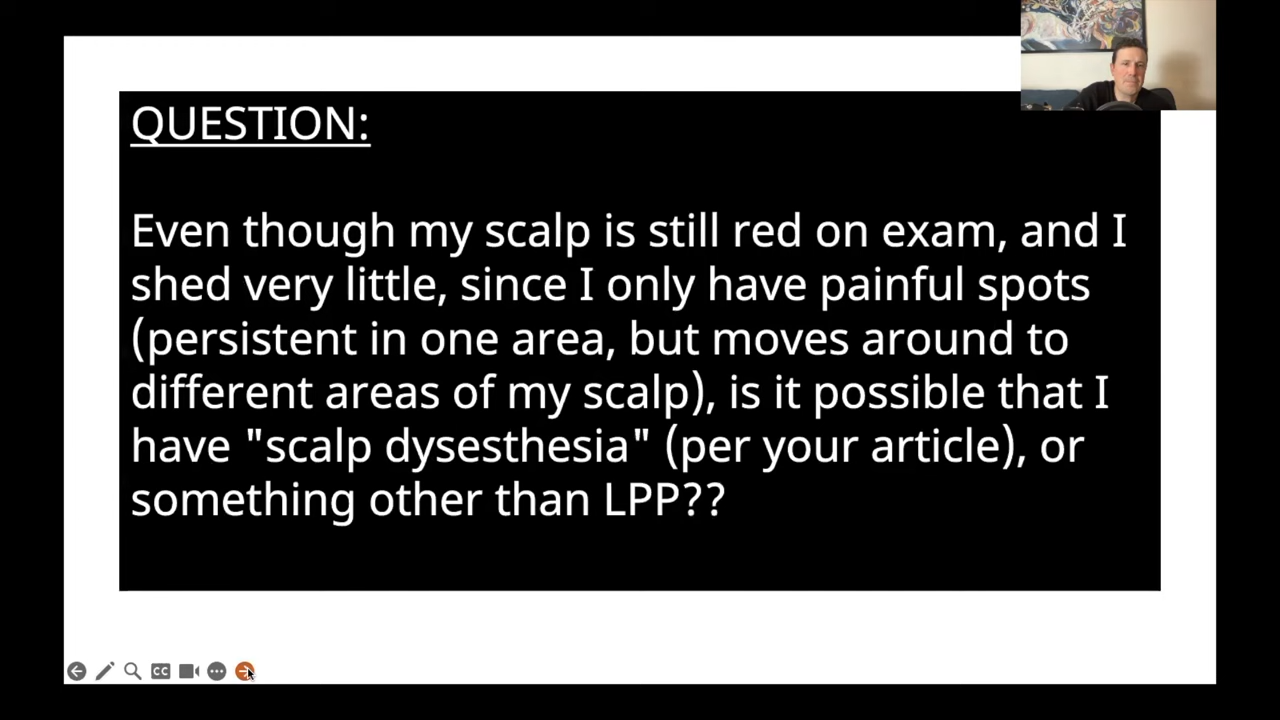 QUESTION:
Even though my scalp is still red on exam, and I
shed very little, since I only have painful spots
(persistent in one area, but moves around to
different areas of my scalp), is it possible that I
have "scalp dysesthesia" (per your article), or
something other than LPP??
CC